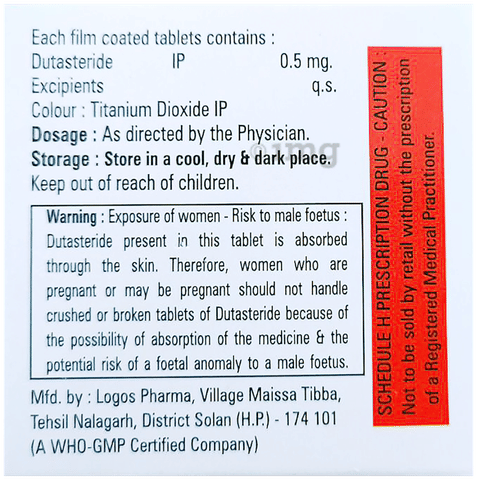 Each film coated tablets contains :
Dutasteride IP 0.5 mg.
Excipients q.s.
Colour : Titanium Dioxide IP
Dosage : As directed by the Physician.
Storage : Store in a cool, dry & dark place.
Keep out of reach of children.
Warning : Exposure of women - Risk to male foetus :
Dutasteride present in this tablet is absorbed
through the skin. Therefore, women who are
pregnant or may be pregnant should not handle
crushed or broken tablets of Dutasteride because of
the possibility of absorption of the medicine & the
potential risk of a foetal anomaly to a male foetus.
Mfd. by : Logos Pharma, Village Maissa Tibba,
Tehsil Nalagarh, District Solan (H.P.) - 174 101
(A WHO-GMP Certified Company)
SCHEDULE H PRESCRIPTION DRUG - CAUTION :
Not to be sold by retail without the prescription
of a Registered Medical Practitioner.
1mg